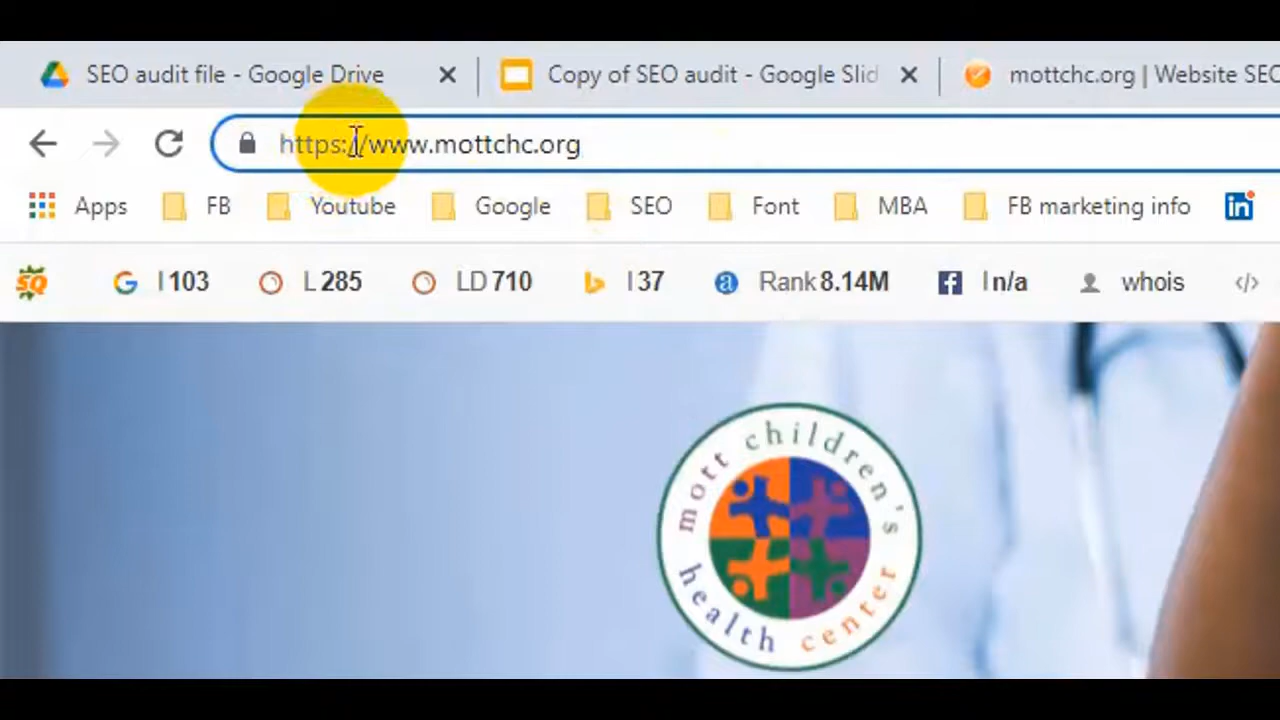 SEO audit file - Google Drive
Copy of SEO audit - Google Slid
mottchc.org | Website SEO
https://www.mottchc.org
Apps FB Youtube Google SEO Font MBA FB marketing info in
SQ G I 103 L 285 LD 710 I 37 a Rank 8.14M f I n/a whois </>
mott children's
health center